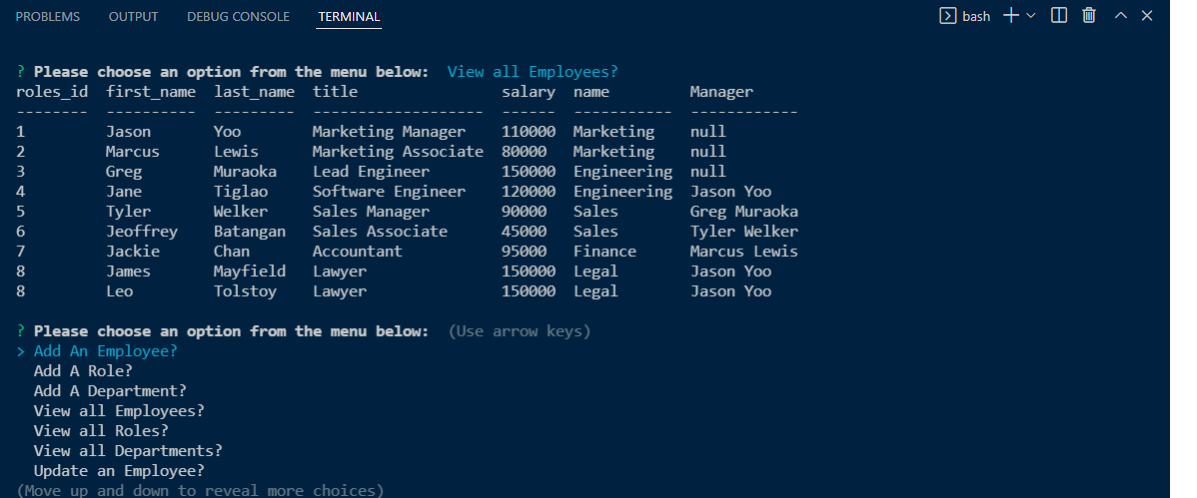 PROBLEMS OUTPUT DEBUG CONSOLE TERMINAL bash
? Please choose an option from the menu below:  View all Employees?
roles_id  first_name  last_name  title                salary  name         Manager
--------  ----------  ---------  -------------------  ------  -----------  ------------
1         Jason       Yoo        Marketing Manager    110000  Marketing    null
2         Marcus      Lewis      Marketing Associate  80000   Marketing    null
3         Greg        Muraoka    Lead Engineer        150000  Engineering  null
4         Jane        Tiglao     Software Engineer    120000  Engineering  Jason Yoo
5         Tyler       Welker     Sales Manager        90000   Sales        Greg Muraoka
6         Jeoffrey    Batangan   Sales Associate      45000   Sales        Tyler Welker
7         Jackie      Chan       Accountant           95000   Finance      Marcus Lewis
8         James       Mayfield   Lawyer               150000  Legal        Jason Yoo
8         Leo         Tolstoy    Lawyer               150000  Legal        Jason Yoo
? Please choose an option from the menu below:  (Use arrow keys)
> Add An Employee?
  Add A Role?
  Add A Department?
  View all Employees?
  View all Roles?
  View all Departments?
  Update an Employee?
(Move up and down to reveal more choices)